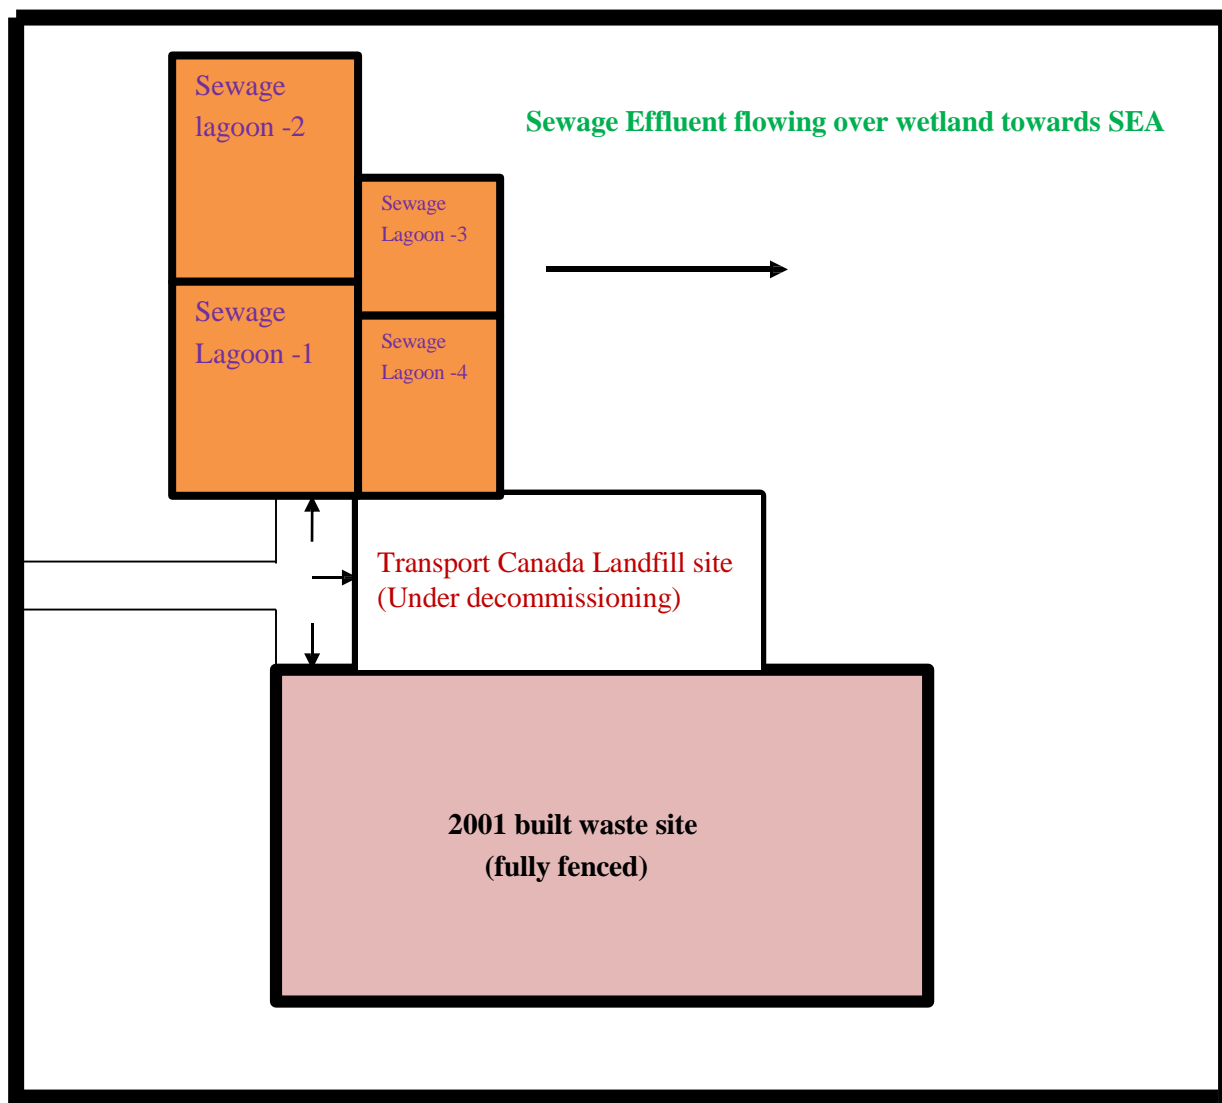 Sewage
lagoon -2
Sewage Effluent flowing over wetland towards SEA
Sewage
Lagoon -3
Sewage
Lagoon -1
Sewage
Lagoon -4
Transport Canada Landfill site
(Under decommissioning)
2001 built waste site
(fully fenced)